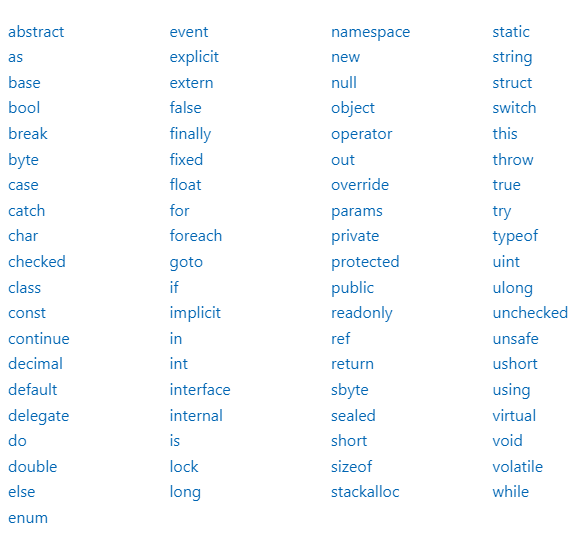 abstract event namespace static
as explicit new string
base extern null struct
bool false object switch
break finally operator this
byte fixed out throw
case float override true
catch for params try
char foreach private typeof
checked goto protected uint
class if public ulong
const implicit readonly unchecked
continue in ref unsafe
decimal int return ushort
default interface sbyte using
delegate internal sealed virtual
do is short void
double lock sizeof volatile
else long stackalloc while
enum